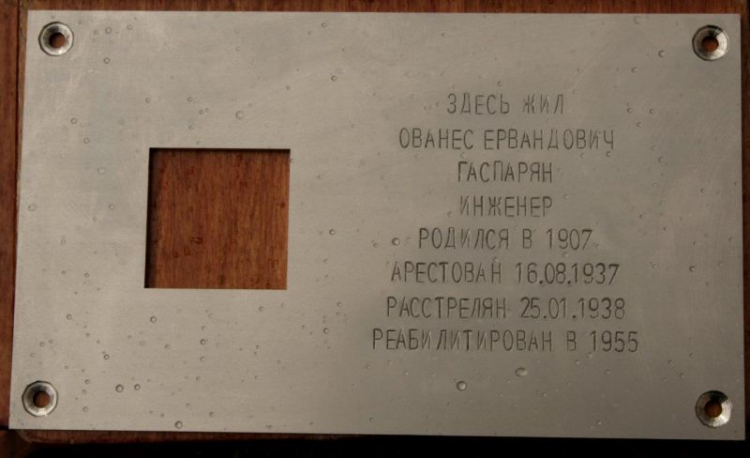 ЗДЕСЬ ЖИЛ
ОВАНЕС ЕРВАНДОВИЧ
ГАСПАРЯН
ИНЖЕНЕР
РОДИЛСЯ В 1907
АРЕСТОВАН 16.08.1937
РАССТРЕЛЯН 25.01.1938
РЕАБИЛИТИРОВАН В 1955